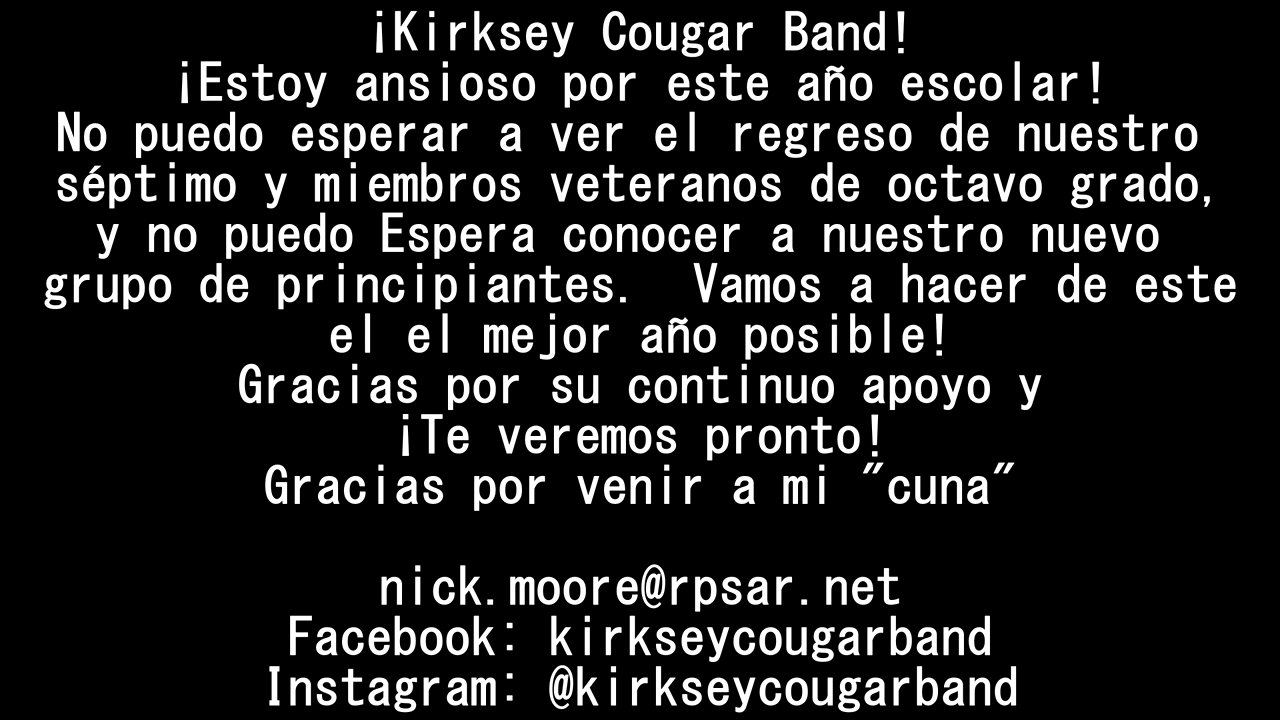 ¡Kirksey Cougar Band!
¡Estoy ansioso por este año escolar!
No puedo esperar a ver el regreso de nuestro
séptimo y miembros veteranos de octavo grado,
y no puedo Espera conocer a nuestro nuevo
grupo de principiantes.  Vamos a hacer de este
el el mejor año posible!
Gracias por su continuo apoyo y
¡Te veremos pronto!
Gracias por venir a mi "cuna"
nick.moore@rpsar.net
Facebook: kirkseycougarband
Instagram: @kirkseycougarband